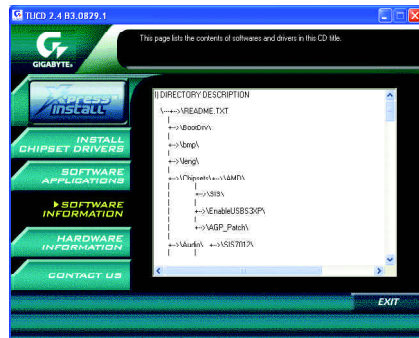 TUCD 2.4 B3.0829.1
GIGABYTE
This page lists the contents of softwares and drivers in this CD title.
Xpress
Install
INSTALL
CHIPSET DRIVERS
SOFTWARE
APPLICATIONS
SOFTWARE
INFORMATION
HARDWARE
INFORMATION
CONTACT US
I) DIRECTORY DESCRIPTION
\---+-->\README.TXT
|
+-->\BootDrv\
|
+-->\bmp\
|
+-->\leng\
|
+-->\Chipsets\+-->\AMD\
| |
| +-->\SIS\
| |
| +-->\EnableUSBS3XP\
| |
| +-->\AGP_Patch\
|
+-->\Audio\ +-->\SIS7012\
| |
EXIT